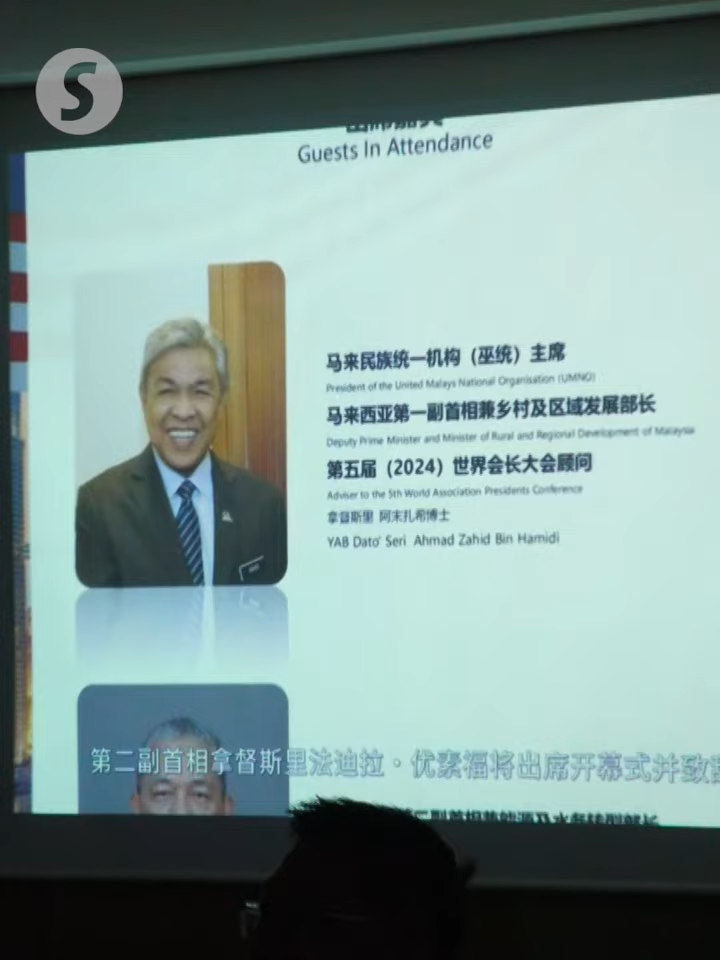 S
Guests In Attendance
马来民族统一机构（巫统）主席
President of the United Malays National Organisation (UMNO)
马来西亚第一副首相兼乡村及区域发展部长
Deputy Prime Minister and Minister of Rural and Regional Development of Malaysia
第五届（2024）世界会长大会顾问
Adviser to the 5th World Association Presidents Conference
拿督斯里 阿末扎希博士
YAB Dato' Seri Ahmad Zahid Bin Hamidi
第二副首相拿督斯里法迪拉·优素福将出席开幕式并致